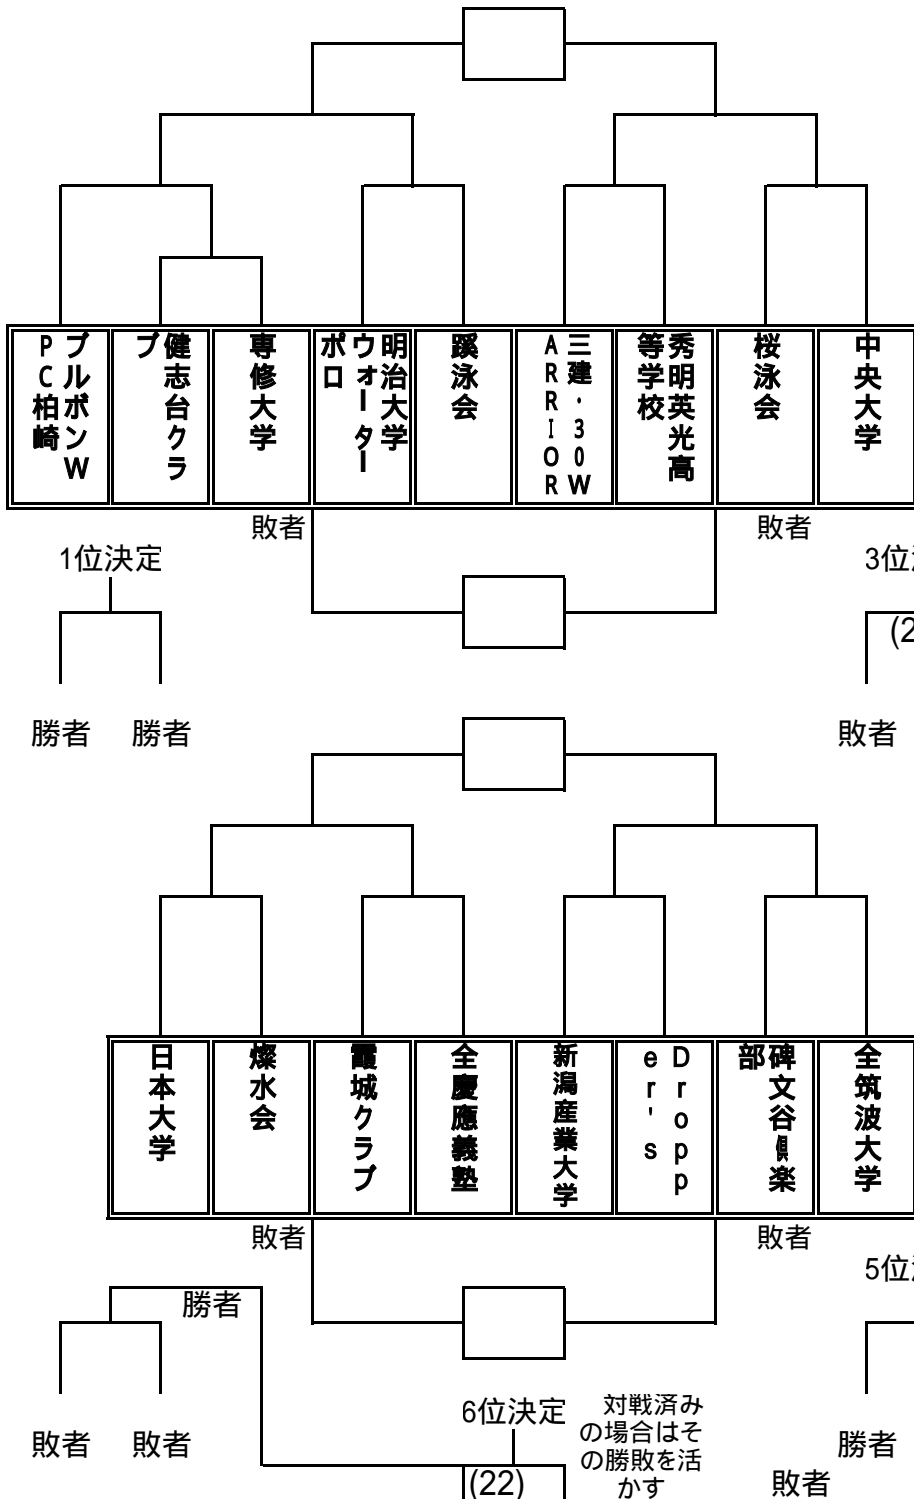 ブルボンW
PC柏崎
健志台クラ
ブ
専修大学
明治大学
ウォーター
ポロ
蹊泳会
三建・30W
ARRIOR
秀明英光高
等学校
桜泳会
中央大学
敗者
敗者
1位決定
3位
(2
勝者
勝者
敗者
日本大学
燦水会
霞城クラブ
全慶應義塾
新潟産業大学
Dropp
er's
碑文谷倶楽
部
全筑波大学
敗者
敗者
5位
勝者
敗者
敗者
6位決定
(22)
対戦済み
の場合はそ
の勝敗を活
かす
勝者
敗者